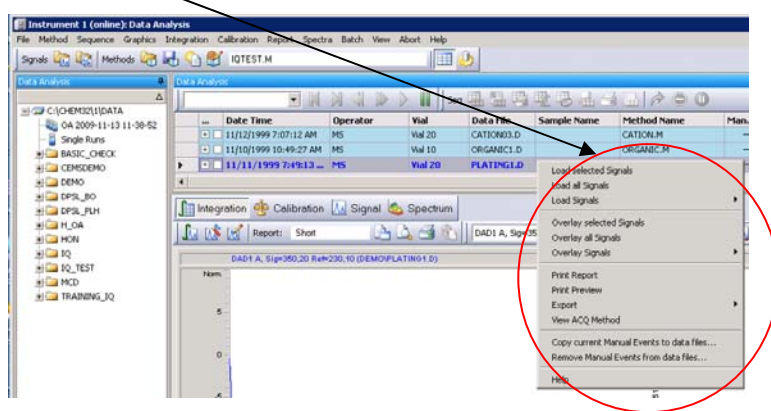 Instrument 1 (online): Data Analysis
File Method Sequence Graphics Integration Calibration Report Spectra Batch View Abort Help
Signals Methods IQTEST.M
Data Analysis
C:\CHEM32\1\DATA
OA 2009-11-13 11-38-52
Single Runs
BASIC_CHECK
CEMSDEMO
DEMO
DPSL_BO
DPSL_PLH
H_OA
HON
IQ
IQ_TEST
MCD
TRAINING_IQ
Data Analysis
... Date Time Operator Vial Data File Sample Name Method Name Man.
11/12/1999 7:07:12 AM MS Vial 20 CATION03.D CATION.M
11/10/1999 10:49:27 AM MS Vial 10 ORGANIC1.D ORGANIC.M
11/11/1999 7:49:13 ... MS Vial 20 PLATING1.D
Integration Calibration Signal Spectrum
Report: Short DAD1 A, Sig=35
DAD1 A, Sig=350,20 Ref=230,10 (DEMO\PLATING1.D)
Norm.
5
0
-5
Load selected Signals
Load all Signals
Load Signals
Overlay selected Signals
Overlay all Signals
Overlay Signals
Print Report
Print Preview
Export
View ACQ Method
Copy current Manual Events to data files...
Remove Manual Events from data files...
Help